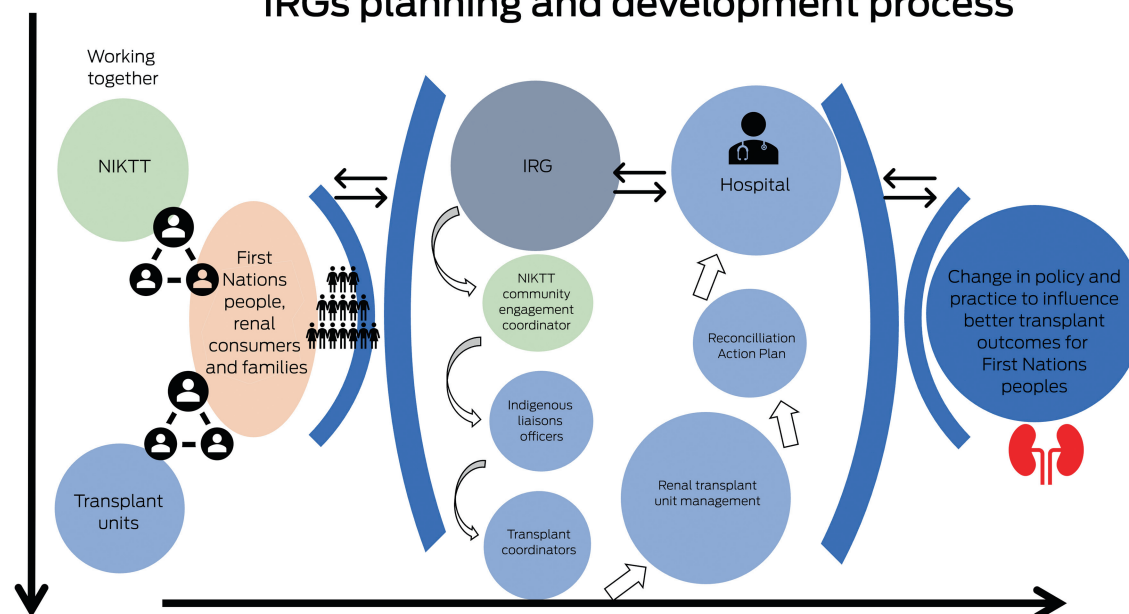 IRGs planning and development process
Working
together
NIKTT
First
Nations
people,
renal
consumers
and families
Transplant
units
IRG
NIKTT
community
engagement
coordinator
Indigenous
liaisons
officers
Transplant
coordinators
Renal transplant
unit management
Reconcilliation
Action Plan
Hospital
Change in policy and
practice to influence
better transplant
outcomes for
First Nations
peoples